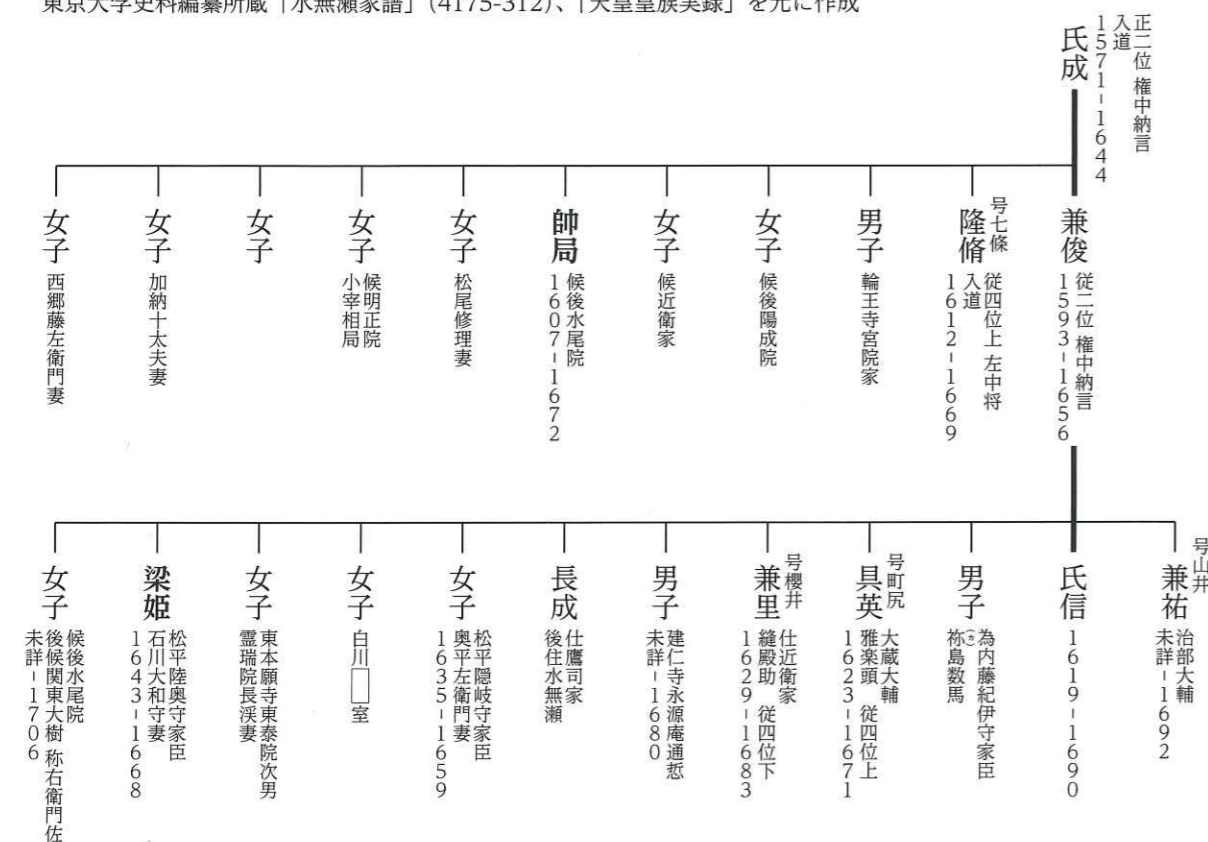 東京大学史料編纂所蔵「水無瀬家譜」(4175-312)、「天皇皇族実録」を元に作成
氏成
正二位 権中納言
入道
1571-1644
兼俊
従二位 権中納言
1593-1656
号七條
隆脩
従四位上 左中将
入道
1612-1669
男子
輪王寺宮院家
女子
候後陽成院
女子
候近衛家
帥局
候後水尾院
1607-1672
女子
松尾修理妻
女子
候明正院
小宰相局
女子
女子
加納十太夫妻
女子
西郷藤左衛門妻
号山井
兼祐
治部大輔
未詳-1692
氏信
1619-1690
男子
為内藤紀伊守家臣
祢島数馬
号町尻
具英
大蔵大輔
雅楽頭 従四位上
1623-1671
号櫻井
兼里
仕近衛家
縫殿助 従四位下
1629-1683
男子
建仁寺永源庵通悊
未詳-1680
長成
仕鷹司家
後住水無瀬
女子
松平隠岐守家臣
奥平左衛門妻
1635-1659
女子
白川□室
女子
東本願寺東泰院次男
霊瑞院長渓妻
梁姫
松平陸奥守家臣
石川大和守妻
1643-1668
女子
候後水尾院
後候関東大樹 称右衛門佐
未詳-1706